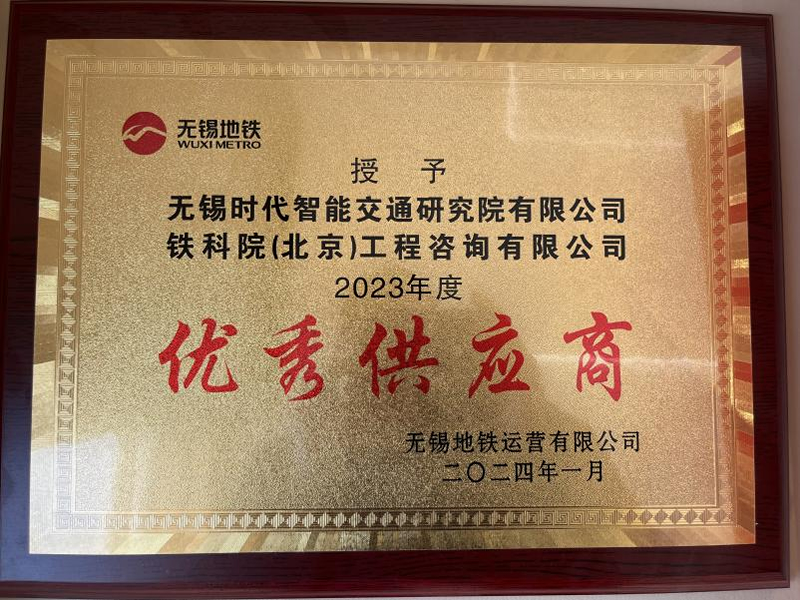 无锡地铁
WUXI METRO
授 予
无锡时代智能交通研究院有限公司
铁科院(北京)工程咨询有限公司
2023年度
优秀供应商
无锡地铁运营有限公司
二〇二四年一月